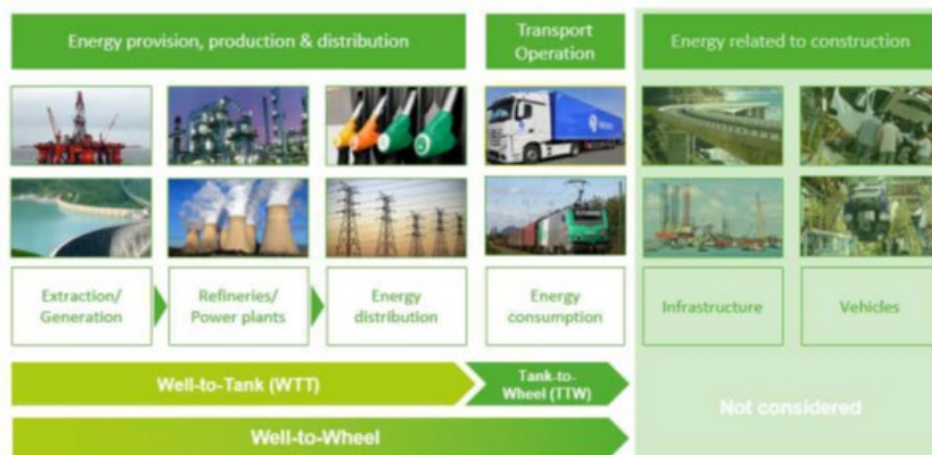 Energy provision, production & distribution
Transport
Operation
Energy related to construction
Extraction/
Generation
Refineries/
Power plants
Energy
distribution
Energy
consumption
Infrastructure
Vehicles
Well-to-Tank (WTT)
Tank-to-
Wheel (TTW)
Well-to-Wheel
Not considered